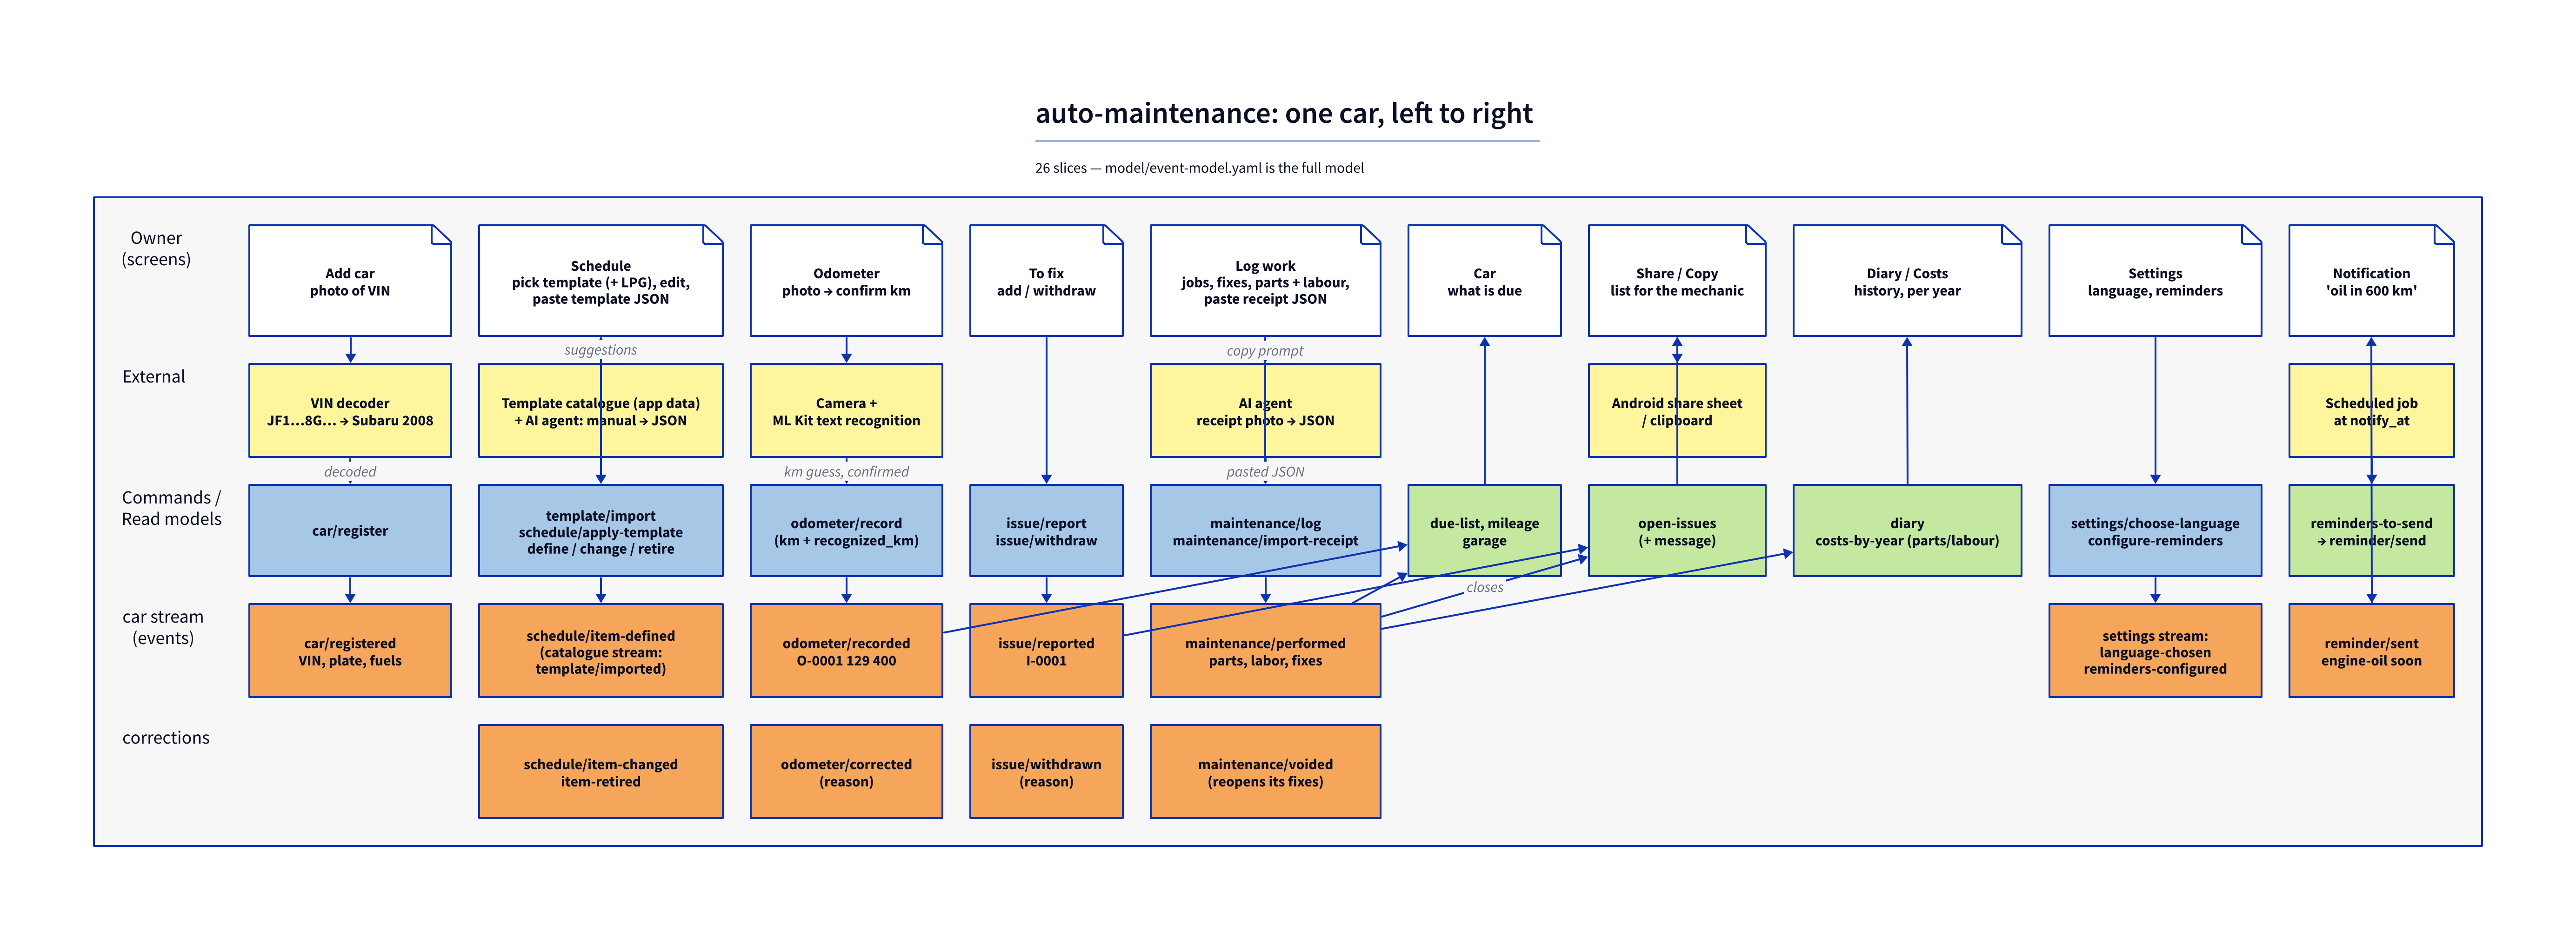 auto-maintenance: one car, left to right
26 slices — model/event-model.yaml is the full model
Owner
(screens)
Add car
photo of VIN
Schedule
pick template (+ LPG), edit,
paste template JSON
Odometer
photo → confirm km
To fix
add / withdraw
Log work
jobs, fixes, parts + labour,
paste receipt JSON
Car
what is due
Share / Copy
list for the mechanic
Diary / Costs
history, per year
Settings
language, reminders
Notification
'oil in 600 km'
suggestions
copy prompt
External
VIN decoder
JF1…8G… → Subaru 2008
Template catalogue (app data)
+ AI agent: manual → JSON
Camera +
ML Kit text recognition
AI agent
receipt photo → JSON
Android share sheet
/ clipboard
Scheduled job
at notify_at
decoded
km guess, confirmed
pasted JSON
Commands /
Read models
car/register
template/import
schedule/apply-template
define / change / retire
odometer/record
(km + recognized_km)
issue/report
issue/withdraw
maintenance/log
maintenance/import-receipt
due-list, mileage
garage
open-issues
(+ message)
diary
costs-by-year (parts/labour)
settings/choose-language
configure-reminders
reminders-to-send
→ reminder/send
closes
car stream
(events)
car/registered
VIN, plate, fuels
schedule/item-defined
(catalogue stream:
template/imported)
odometer/recorded
O-0001 129 400
issue/reported
I-0001
maintenance/performed
parts, labor, fixes
settings stream:
language-chosen
reminders-configured
reminder/sent
engine-oil soon
corrections
schedule/item-changed
item-retired
odometer/corrected
(reason)
issue/withdrawn
(reason)
maintenance/voided
(reopens its fixes)